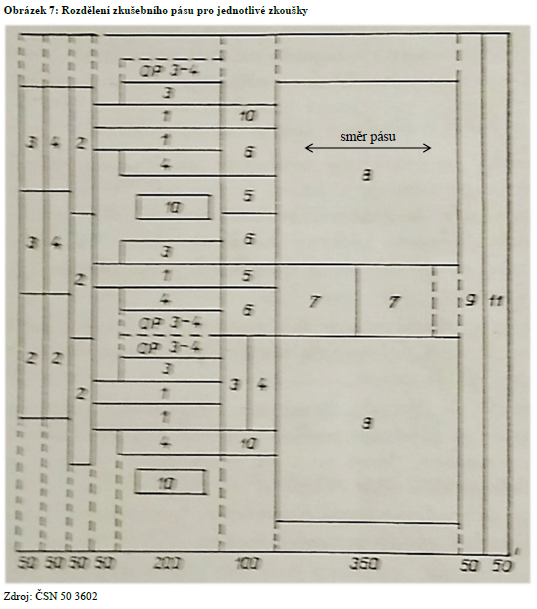 Obrázek 7: Rozdělení zkušebního pásu pro jednotlivé zkoušky
QP 3-4
3
1 10
směr pásu
3 4 2 1 6
4
8
5
10
3 4 6
3
2 1 5
4 7 7 9 11
6
QP 3-4
QP 3-4
2 2
3
3 4
2 1
1
8
4 10
10
50 50 50 50 200 100 350 50 50
Zdroj: ČSN 50 3602